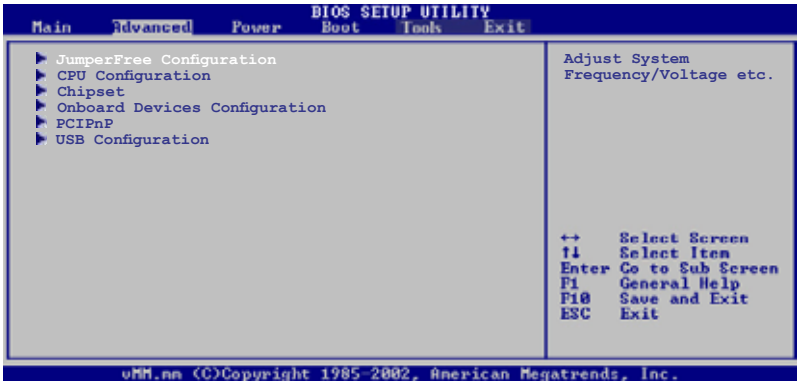 BIOS SETUP UTILITY
Main Advanced Power Boot Tools Exit
JumperFree Configuration
CPU Configuration
Chipset
Onboard Devices Configuration
PCIPnP
USB Configuration
Adjust System
Frequency/Voltage etc.
↔ Select Screen
↑↓ Select Item
Enter Go to Sub Screen
F1 General Help
F10 Save and Exit
ESC Exit
vMM.mm (C)Copyright 1985-2002, American Megatrends, Inc.